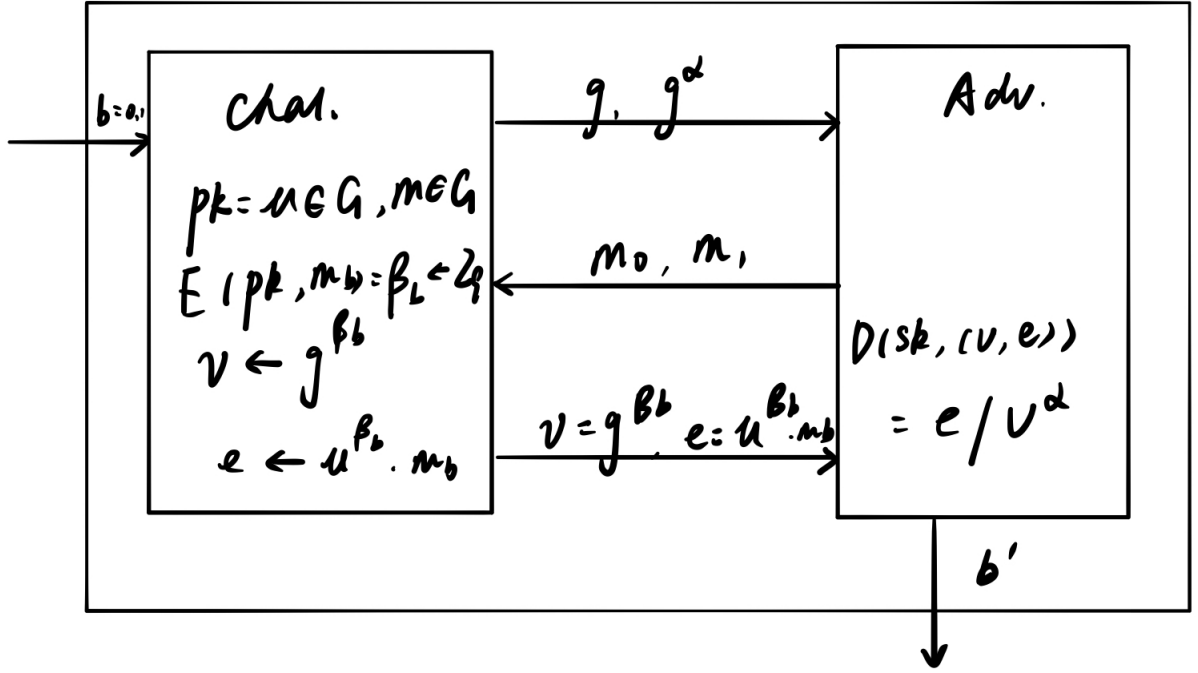 b=0,1
Chal.
pk=u∈G, m∈G
E(pk, m_b)=β_b ← Z_q
v ← g^{β_b}
e ← u^{β_b} · m_b
g, g^α
m_0, m_1
v=g^{β_b}, e=u^{β_b}·m_b
Adv.
D(sk, (v, e))
= e / v^α
b'